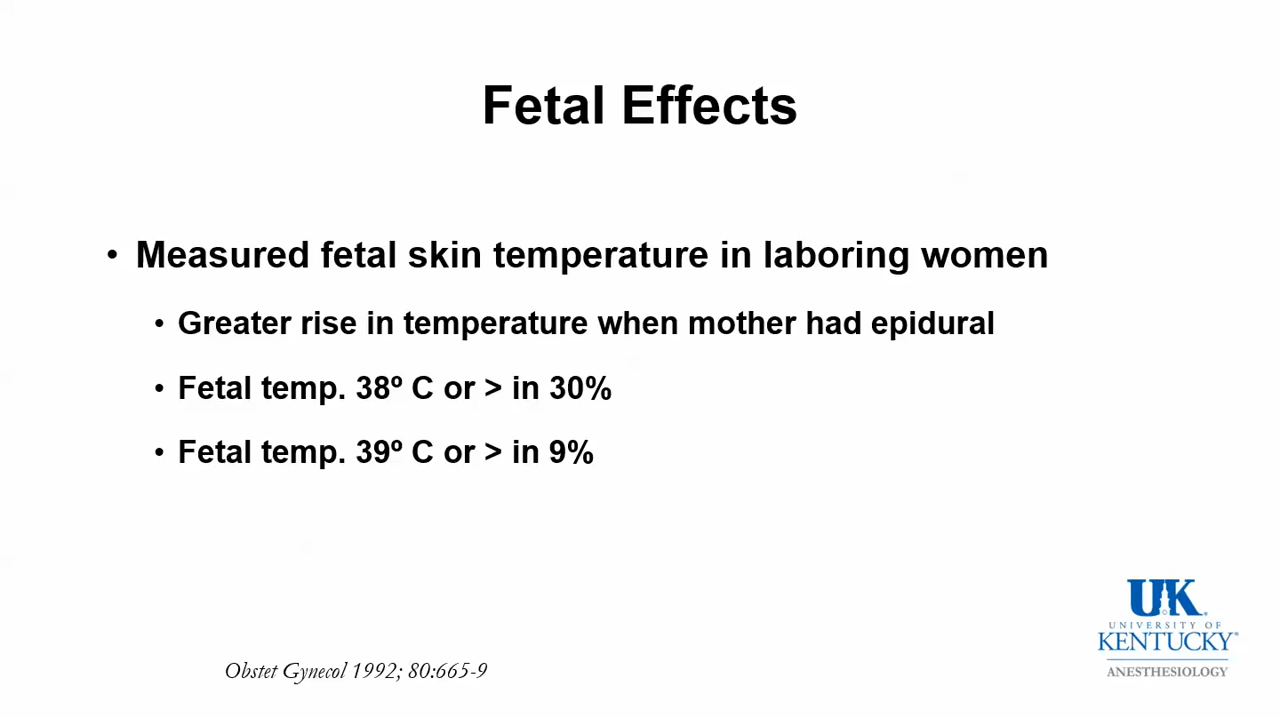 Fetal Effects
• Measured fetal skin temperature in laboring women
• Greater rise in temperature when mother had epidural
• Fetal temp. 38º C or > in 30%
• Fetal temp. 39º C or > in 9%
Obstet Gynecol 1992; 80:665-9
UK
UNIVERSITY OF
KENTUCKY®
ANESTHESIOLOGY